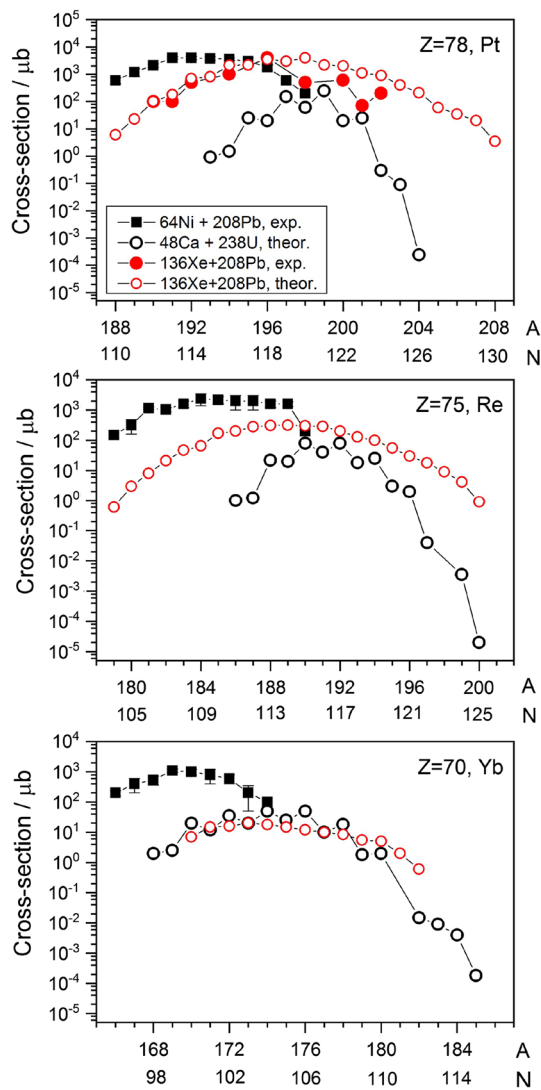 Z=78, Pt
Cross-section / μb
10^5
10^4
10^3
10^2
10^1
10^0
10^-1
10^-2
10^-3
10^-4
10^-5
64Ni + 208Pb, exp.
48Ca + 238U, theor.
136Xe+208Pb, exp.
136Xe+208Pb, theor.
188 192 196 200 204 208 A
110 114 118 122 126 130 N
Z=75, Re
Cross-section / μb
10^4
10^3
10^2
10^1
10^0
10^-1
10^-2
10^-3
10^-4
10^-5
180 184 188 192 196 200 A
105 109 113 117 121 125 N
Z=70, Yb
Cross-section / μb
10^4
10^3
10^2
10^1
10^0
10^-1
10^-2
10^-3
10^-4
10^-5
168 172 176 180 184 A
98 102 106 110 114 N